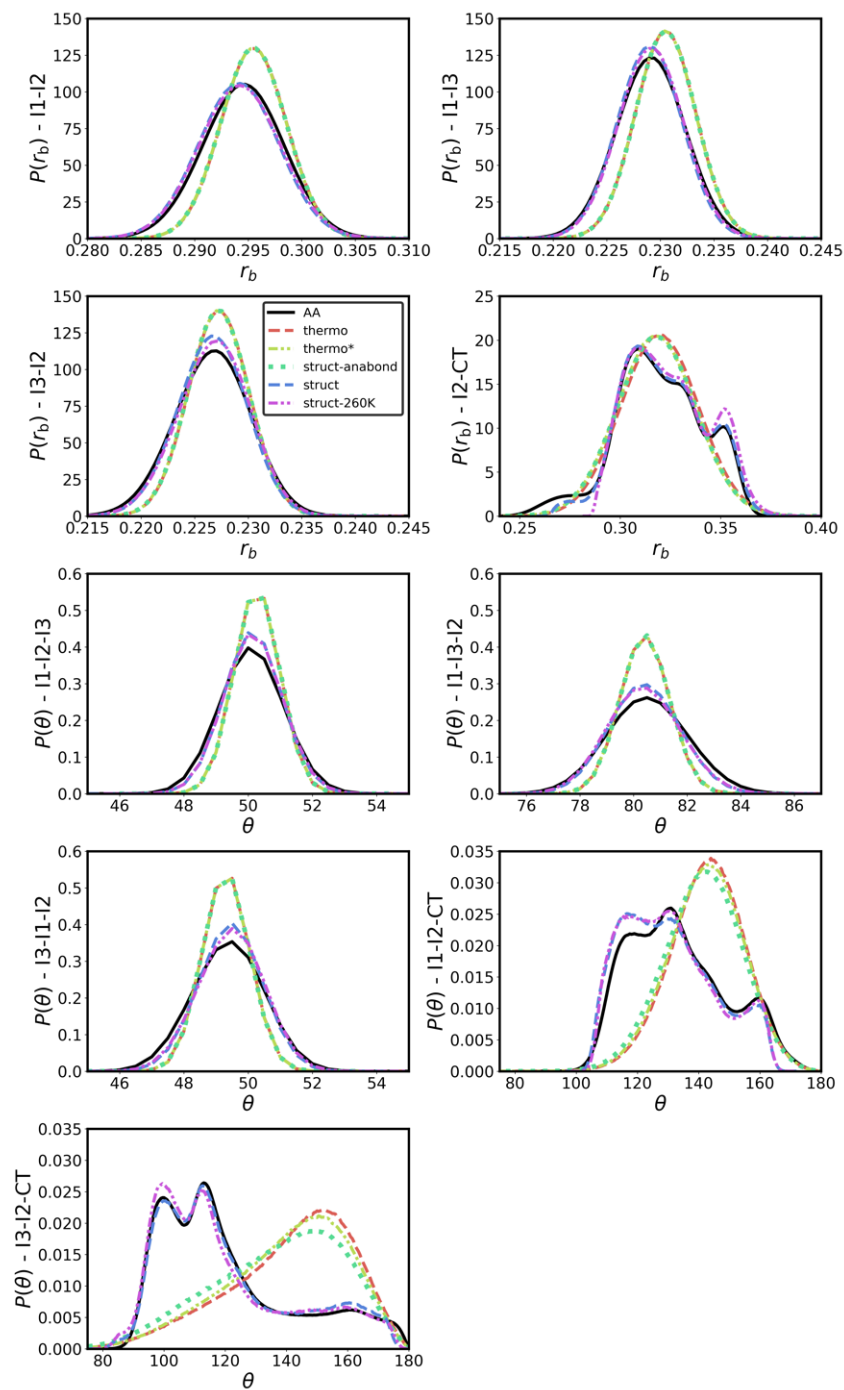 P(r_b) - I1-I2
150
125
100
75
50
25
0
0.280 0.285 0.290 0.295 0.300 0.305 0.310
r_b
P(r_b) - I1-I3
150
125
100
75
50
25
0
0.215 0.220 0.225 0.230 0.235 0.240 0.245
r_b
P(r_b) - I3-I2
150
125
100
75
50
25
0
0.215 0.220 0.225 0.230 0.235 0.240 0.245
r_b
AA
thermo
thermo*
struct-anabond
struct
struct-260K
P(r_b) - I2-CT
25
20
15
10
5
0
0.25 0.30 0.35 0.40
r_b
P(θ) - I1-I2-I3
0.6
0.5
0.4
0.3
0.2
0.1
0.0
46 48 50 52 54
θ
P(θ) - I1-I3-I2
0.6
0.5
0.4
0.3
0.2
0.1
0.0
76 78 80 82 84 86
θ
P(θ) - I3-I1-I2
0.6
0.5
0.4
0.3
0.2
0.1
0.0
46 48 50 52 54
θ
P(θ) - I1-I2-CT
0.035
0.030
0.025
0.020
0.015
0.010
0.005
0.000
80 100 120 140 160 180
θ
P(θ) - I3-I2-CT
0.035
0.030
0.025
0.020
0.015
0.010
0.005
0.000
80 100 120 140 160 180
θ